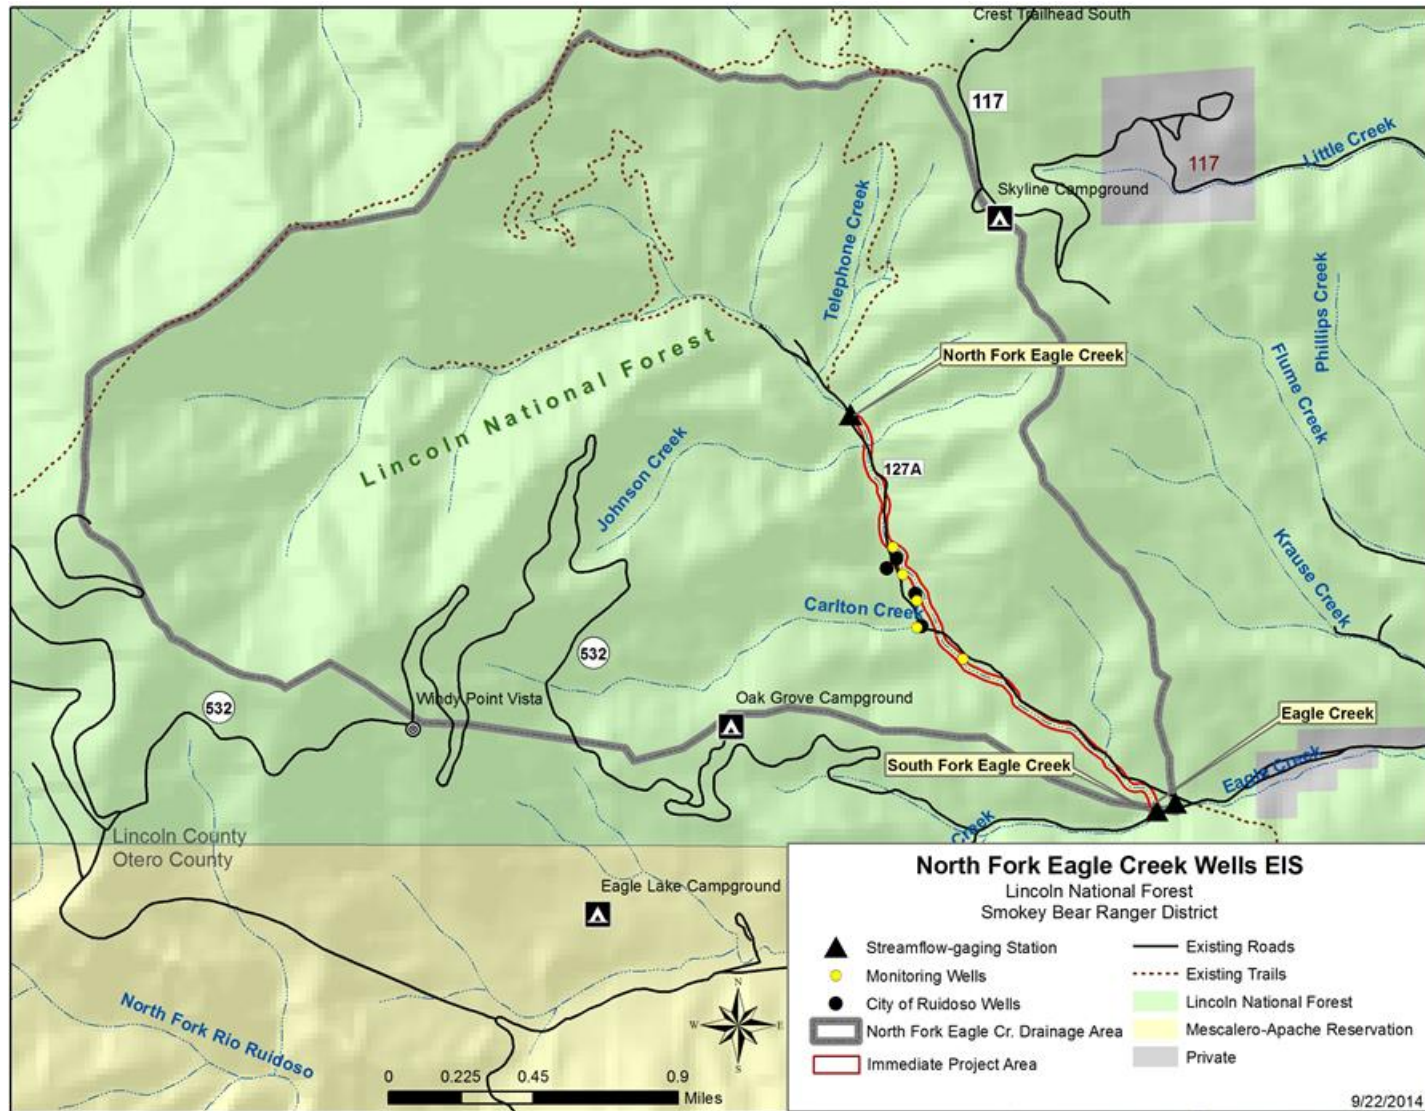 Crest Trailhead South
117
117
Little Creek
Skyline Campground
Telephone Creek
Phillips Creek
Flume Creek
North Fork Eagle Creek
Lincoln National Forest
Johnson Creek
127A
Krause Creek
Carlton Creek
532
Windy Point Vista
Oak Grove Campground
532
Eagle Creek
South Fork Eagle Creek
Eagle Creek
Creek
Lincoln County
Otero County
Eagle Lake Campground
North Fork Rio Ruidoso
N
W
E
S
0
0.225
0.45
0.9
Miles
North Fork Eagle Creek Wells EIS
Lincoln National Forest
Smokey Bear Ranger District
Streamflow-gaging Station
Monitoring Wells
City of Ruidoso Wells
North Fork Eagle Cr. Drainage Area
Immediate Project Area
Existing Roads
Existing Trails
Lincoln National Forest
Mescalero-Apache Reservation
Private
9/22/2014